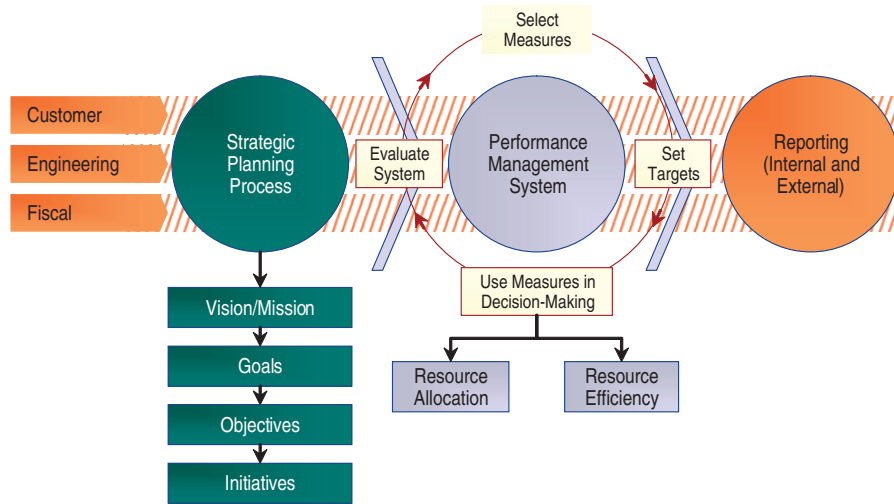 Select
Measures
Customer
Engineering
Fiscal
Strategic
Planning
Process
Evaluate
System
Performance
Management
System
Set
Targets
Reporting
(Internal and
External)
Use Measures in
Decision-Making
Vision/Mission
Goals
Objectives
Initiatives
Resource
Allocation
Resource
Efficiency